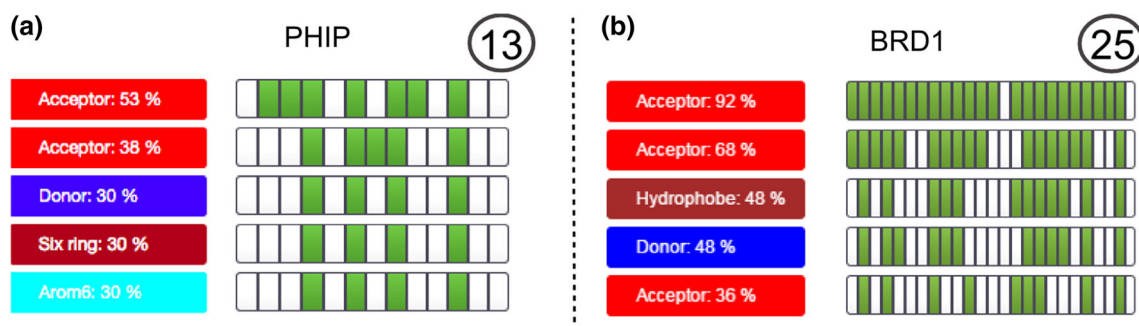 (a)
PHIP
13
Acceptor: 53 %
Acceptor: 38 %
Donor: 30 %
Six ring: 30 %
Arom6: 30 %
(b)
BRD1
25
Acceptor: 92 %
Acceptor: 68 %
Hydrophobe: 48 %
Donor: 48 %
Acceptor: 36 %